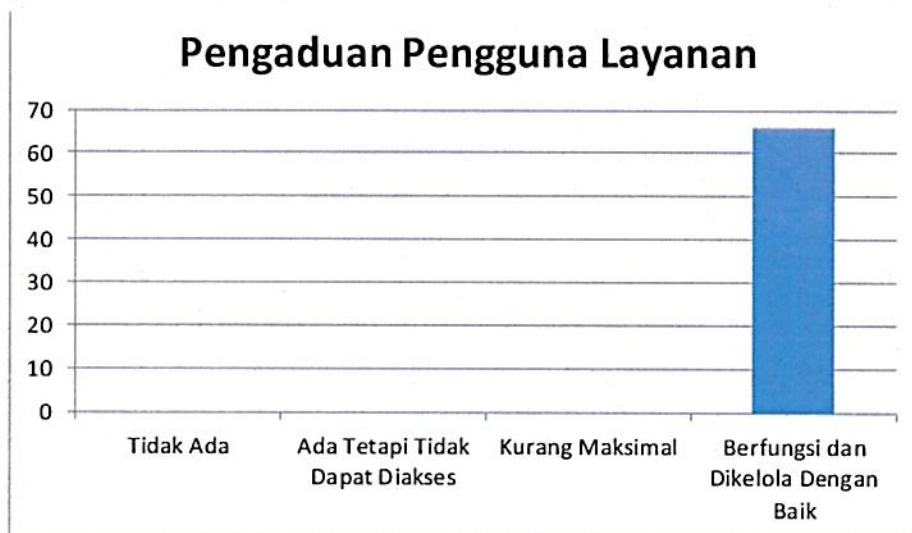 Pengaduan Pengguna Layanan
70
60
50
40
30
20
10
0
Tidak Ada
Ada Tetapi Tidak
Dapat Diakses
Kurang Maksimal
Berfungsi dan
Dikelola Dengan
Baik